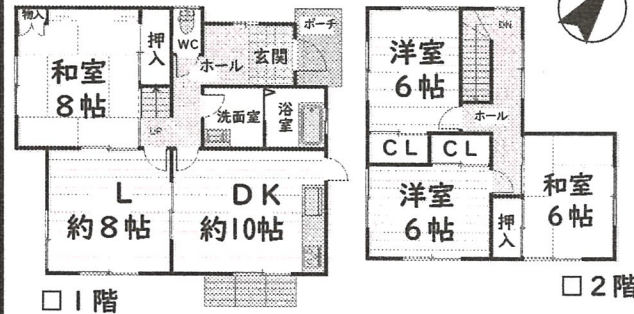 物入
和室
8帖
押入
WC
ホール
玄関
ポーチ
UP
洗面室
浴室
L
約8帖
DK
約10帖
□1階
洋室
6帖
DN
ホール
CL
CL
洋室
6帖
押入
和室
6帖
□2階